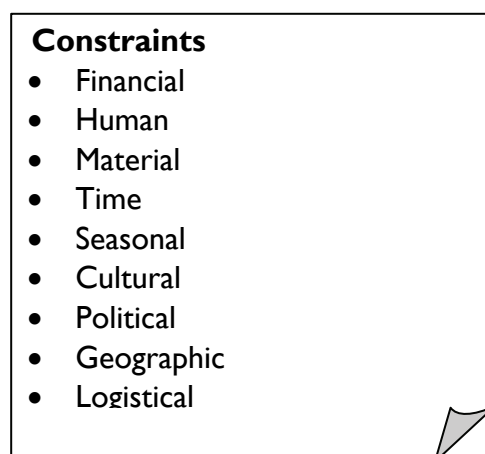 Constraints
• Financial
• Human
• Material
• Time
• Seasonal
• Cultural
• Political
• Geographic
• Logistical